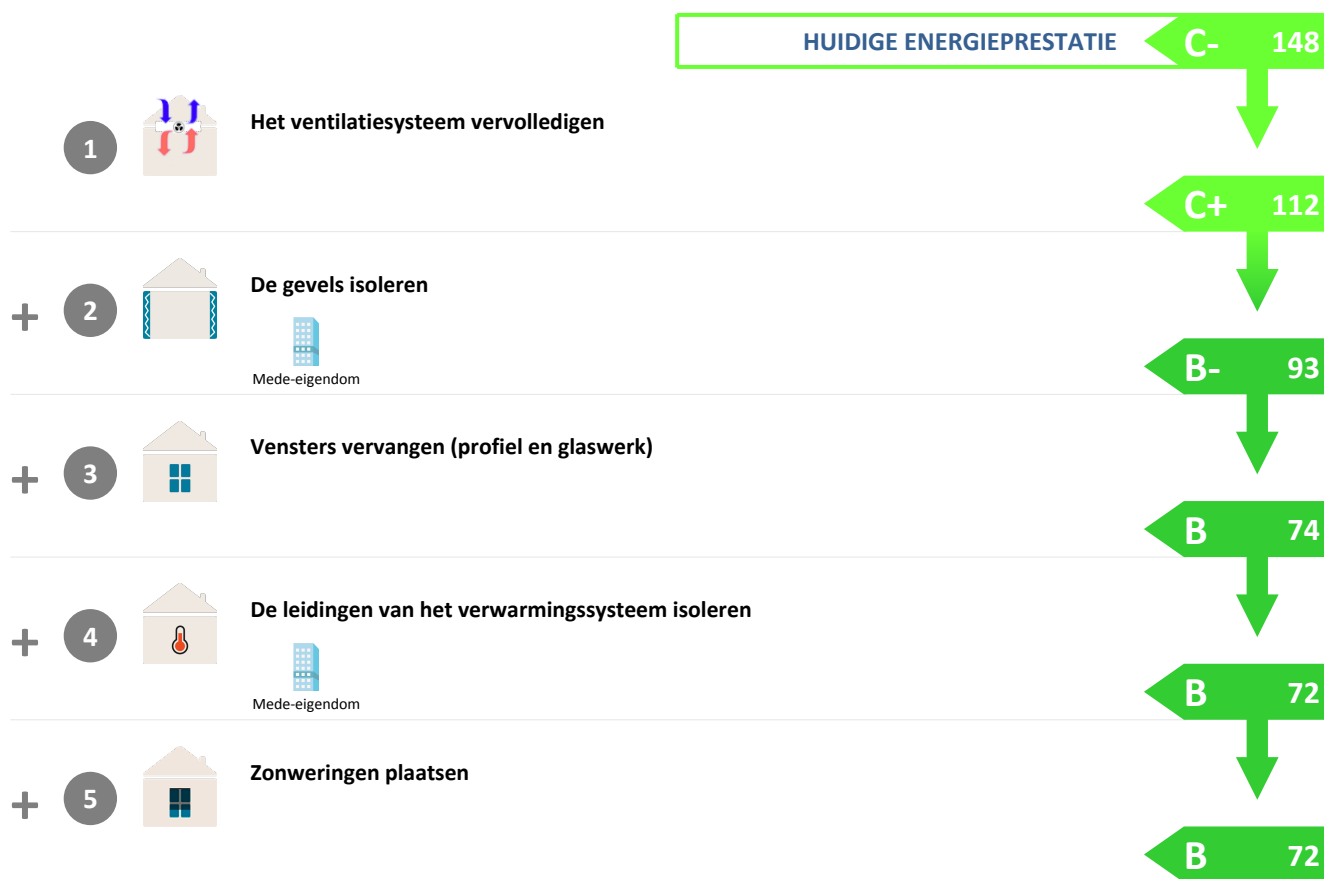 HUIDIGE ENERGIEPRESTATIE C- 148
1 Het ventilatiesysteem vervolledigen
C+ 112
+ 2 De gevels isoleren
Mede-eigendom
B- 93
+ 3 Vensters vervangen (profiel en glaswerk)
B 74
+ 4 De leidingen van het verwarmingssysteem isoleren
Mede-eigendom
B 72
+ 5 Zonweringen plaatsen
B 72